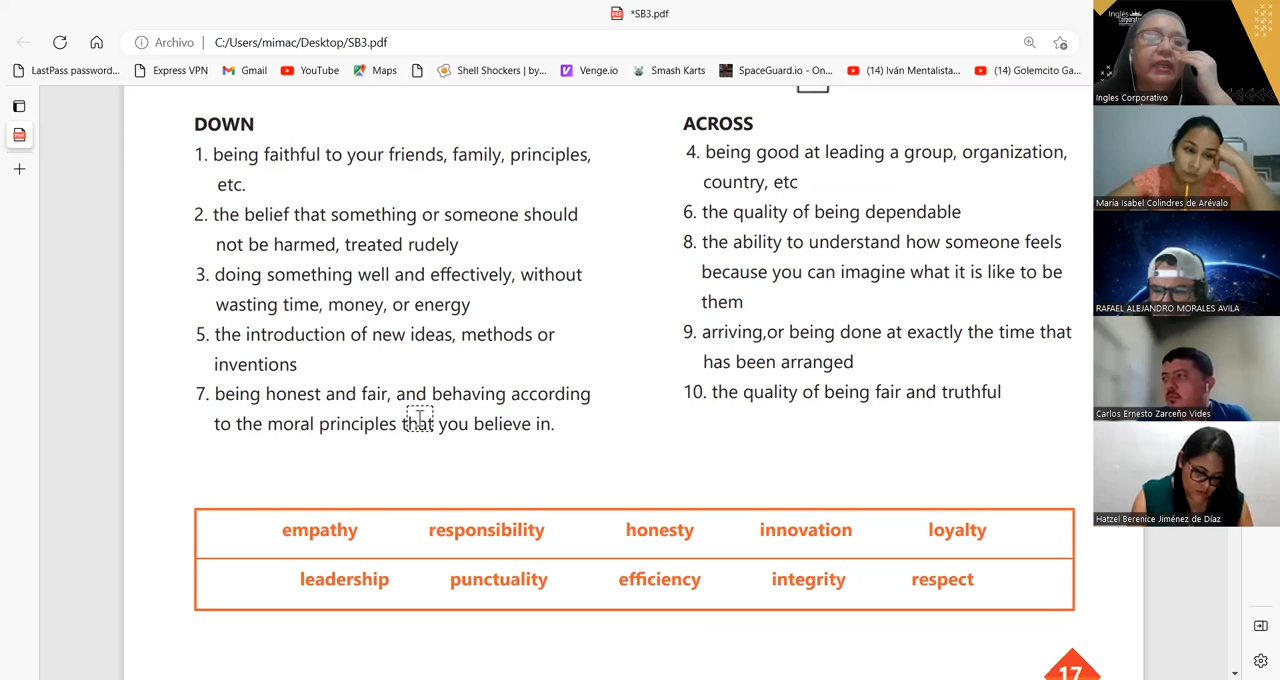 *SB3.pdf
Archivo | C:/Users/mimac/Desktop/SB3.pdf
LastPass password... Express VPN Gmail YouTube Maps Shell Shockers | by... Venge.io Smash Karts SpaceGuard.io - On... (14) Iván Mentalista... (14) Golemcito Ga...
DOWN
1. being faithful to your friends, family, principles,
etc.
2. the belief that something or someone should
not be harmed, treated rudely
3. doing something well and effectively, without
wasting time, money, or energy
5. the introduction of new ideas, methods or
inventions
7. being honest and fair, and behaving according
to the moral principles that you believe in.
ACROSS
4. being good at leading a group, organization,
country, etc
6. the quality of being dependable
8. the ability to understand how someone feels
because you can imagine what it is like to be
them
9. arriving,or being done at exactly the time that
has been arranged
10. the quality of being fair and truthful
empathy responsibility honesty innovation loyalty
leadership punctuality efficiency integrity respect
17
Inglés
Corporativo
Ingles Corporativo
María Isabel Colindres de Arévalo
RAFAEL ALEJANDRO MORALES AVILA
Carlos Ernesto Zarceño Vides
Hatzel Berenice Jiménez de Díaz